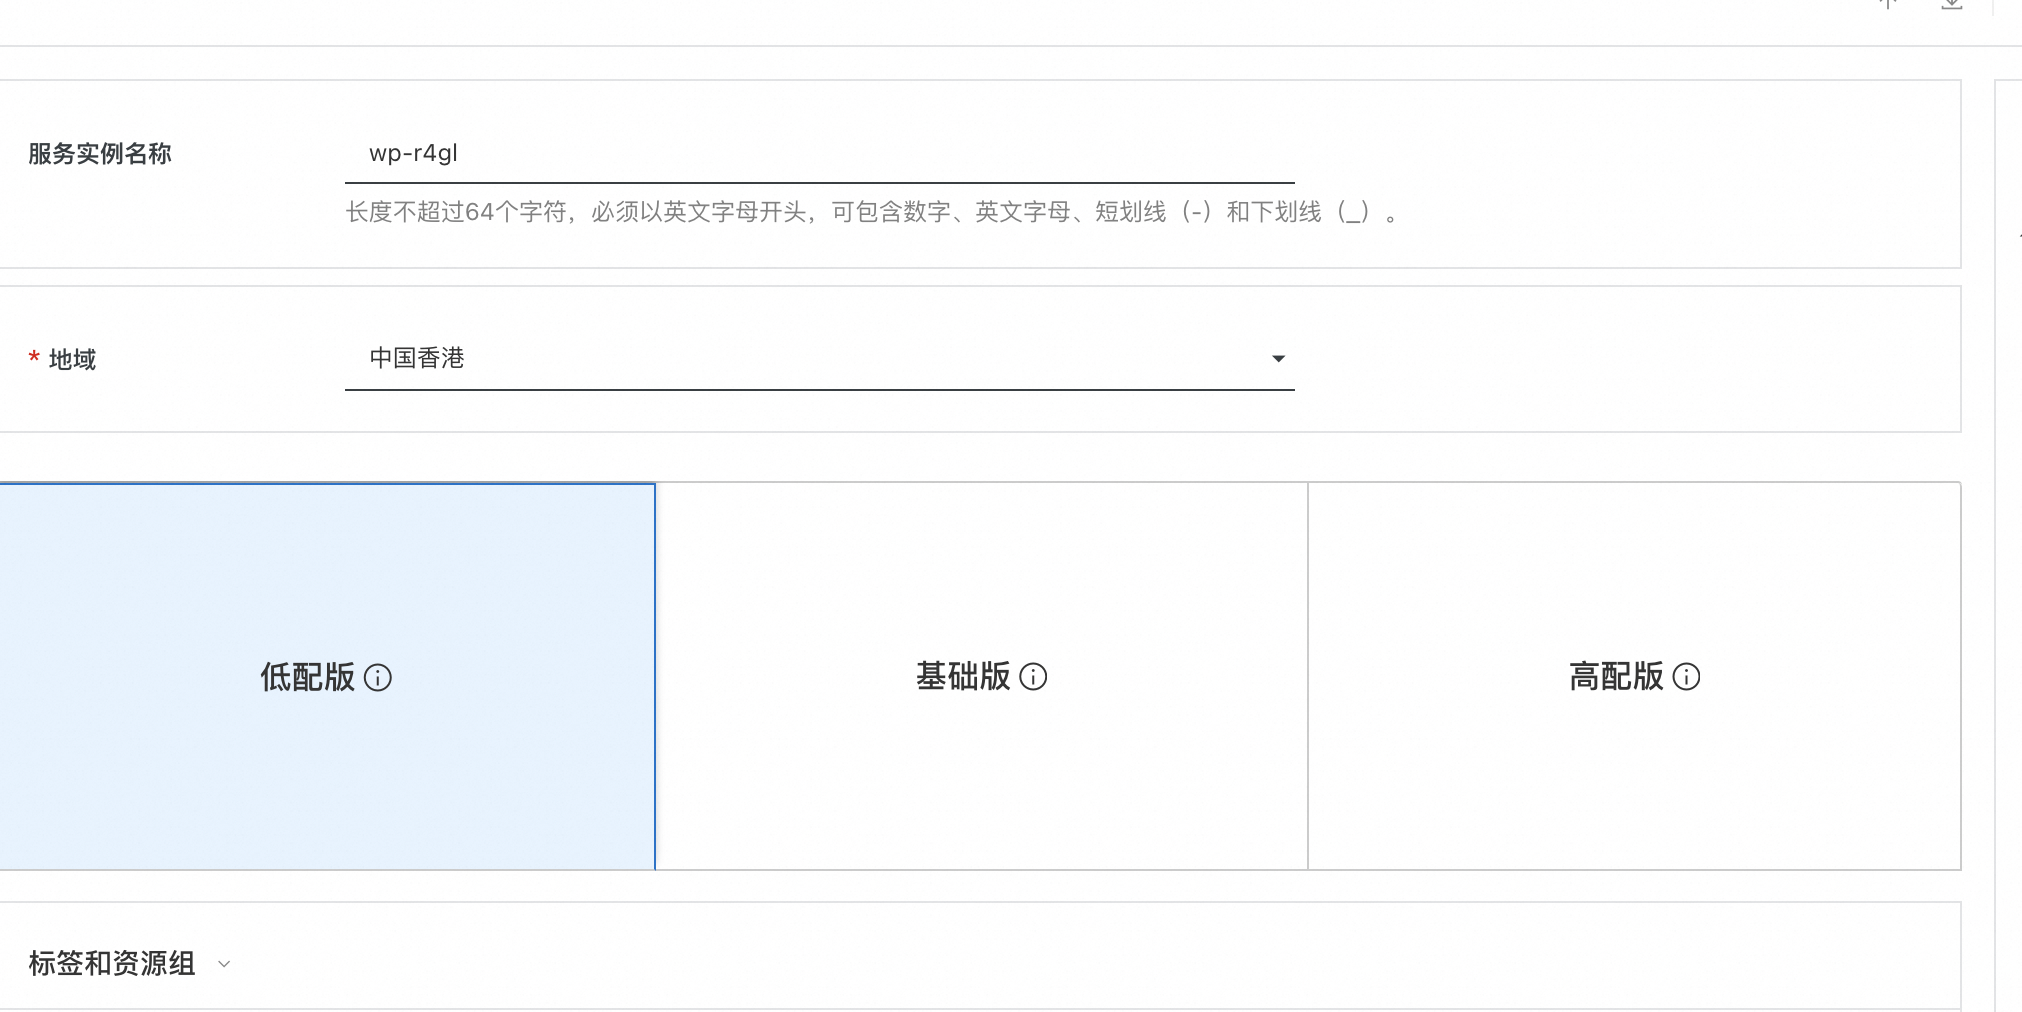 服务实例名称
wp-r4gl
长度不超过64个字符，必须以英文字母开头，可包含数字、英文字母、短划线（-）和下划线（_）。
* 地域
中国香港
低配版
基础版
高配版
标签和资源组